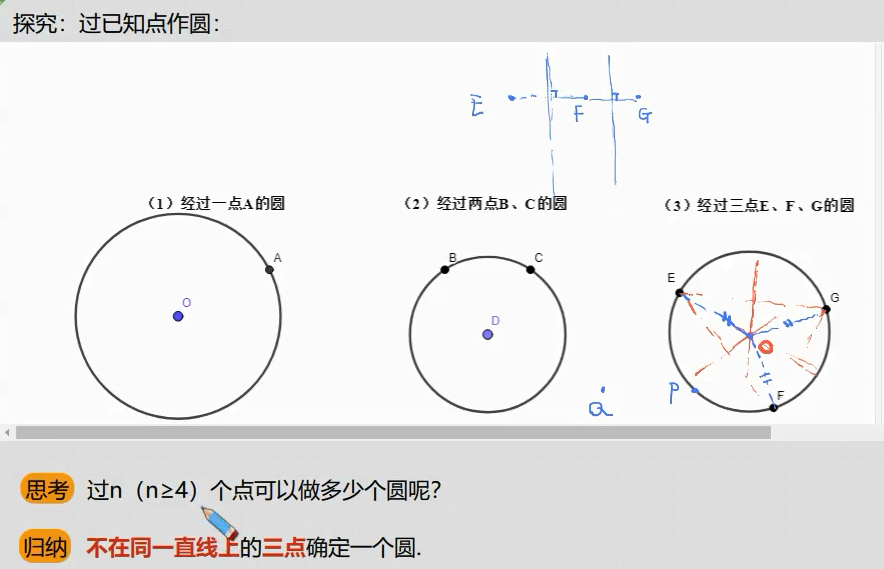 探究：过已知点作圆：
E F G
（1）经过一点A的圆
（2）经过两点B、C的圆
（3）经过三点E、F、G的圆
A
O
B C
D
E G
O
P F
Q
思考 过n（n≥4）个点可以做多少个圆呢？
归纳 不在同一直线上的三点确定一个圆.